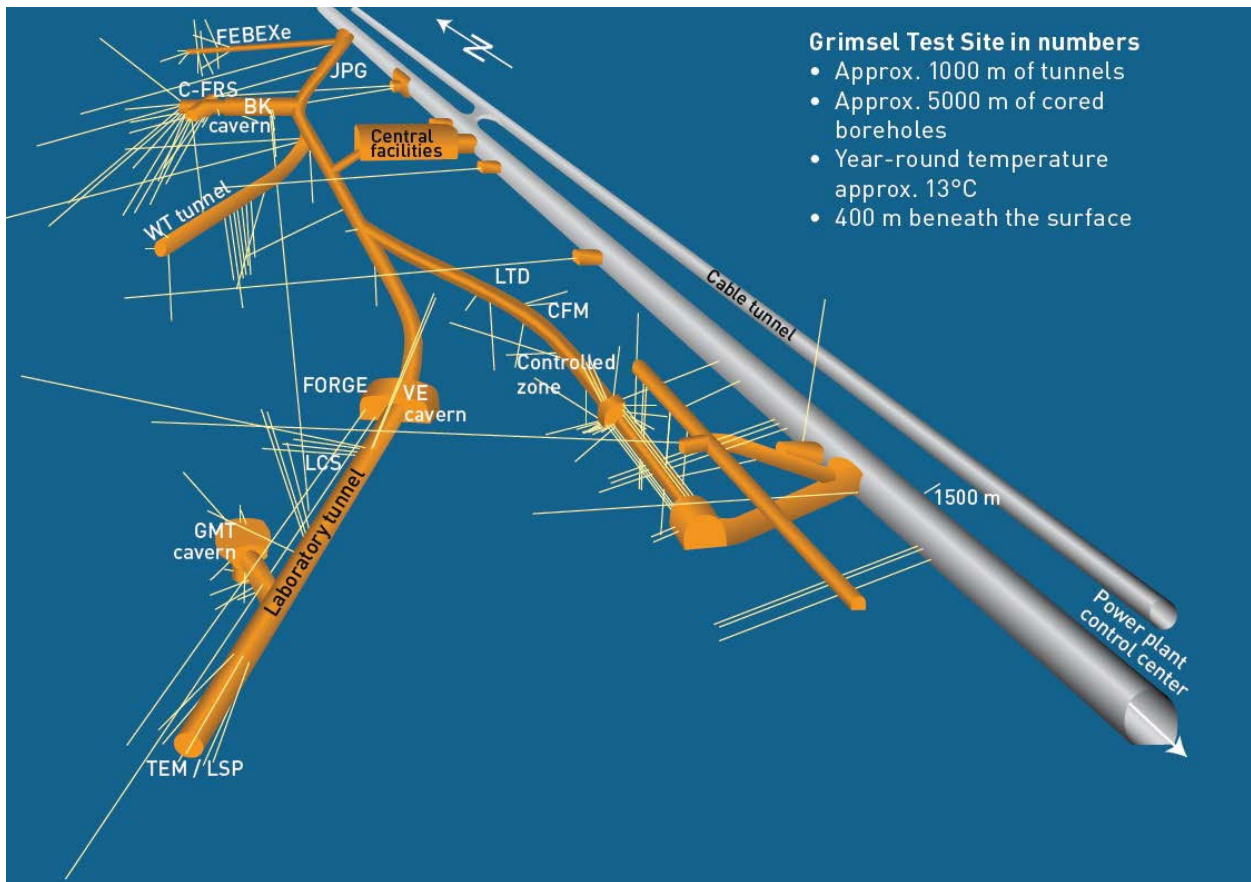 FEBEXe
N
JPG
C-FRS
BK
cavern
Central
facilities
WT tunnel
LTD
CFM
Controlled
zone
FORGE
VE
cavern
LCS
Laboratory tunnel
GMT
cavern
TEM / LSP
Cable tunnel
1500 m
Power plant
control center
Grimsel Test Site in numbers
• Approx. 1000 m of tunnels
• Approx. 5000 m of cored
boreholes
• Year-round temperature
approx. 13°C
• 400 m beneath the surface